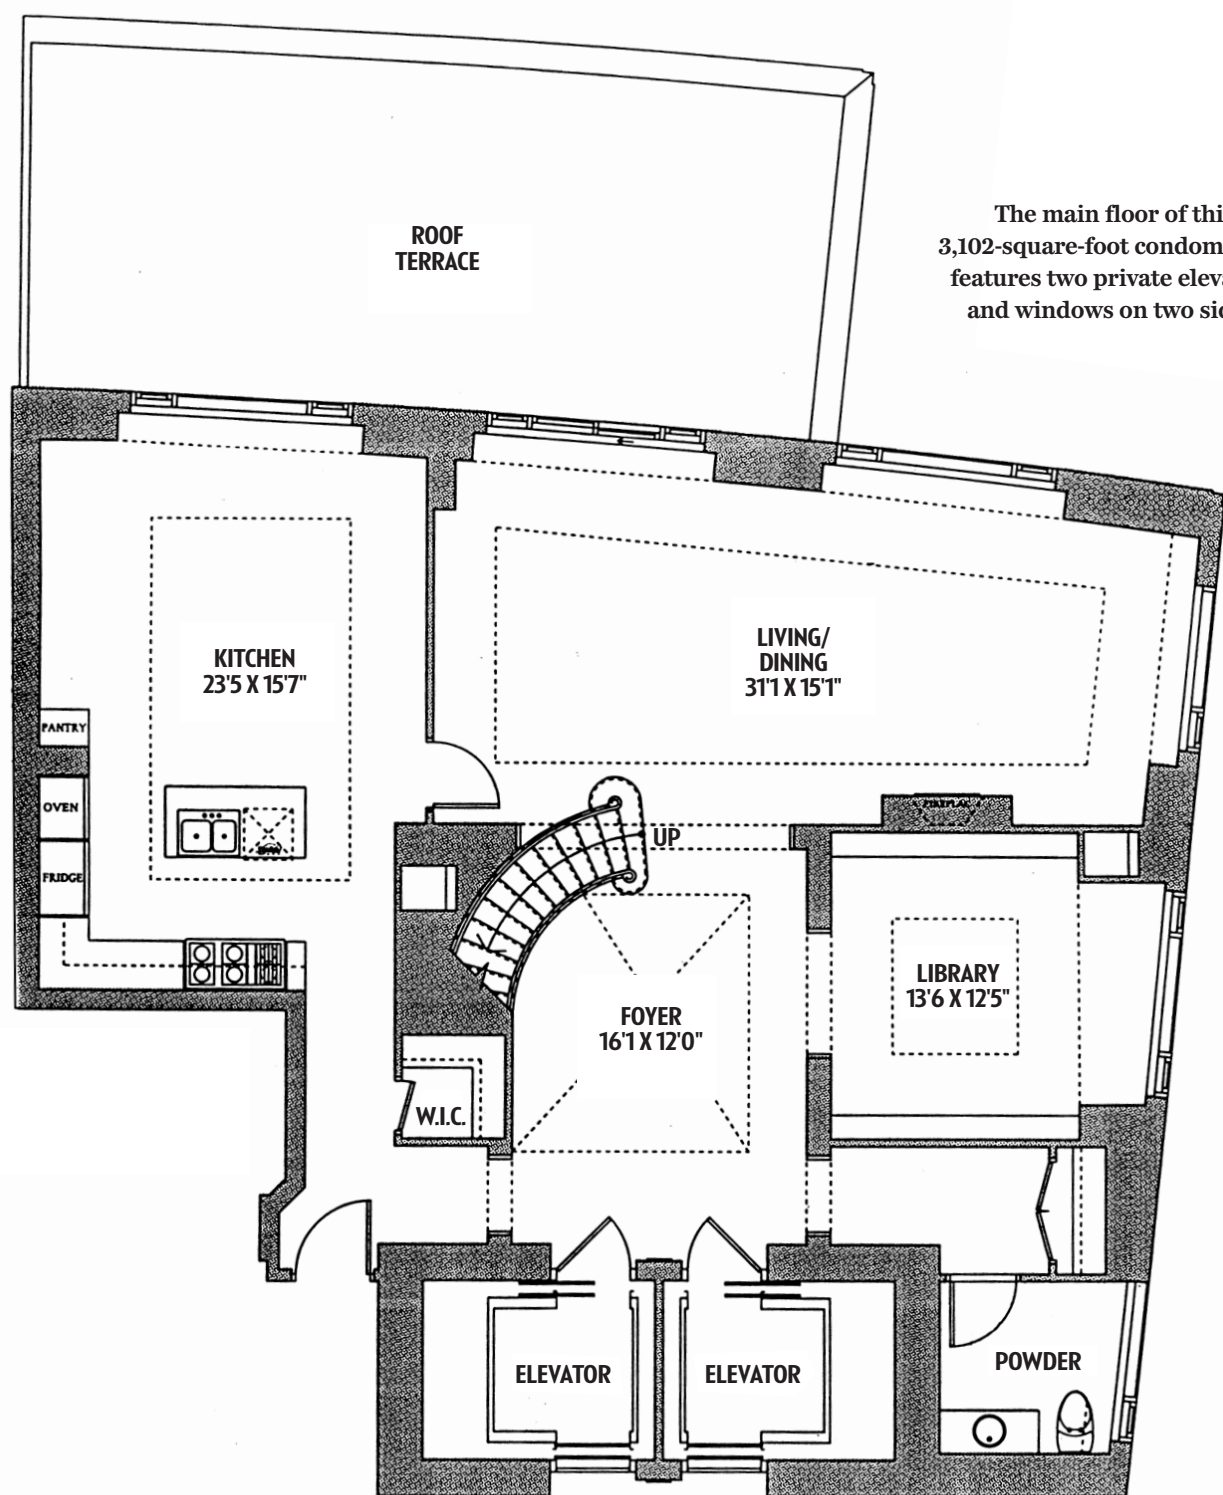 ROOF
TERRACE
The main floor of thi
3,102-square-foot condom
features two private eleva
and windows on two sid
KITCHEN
23'5 X 15'7"
LIVING/
DINING
31'1 X 15'1"
PANTRY
OVEN
FRIDGE
UP
LIBRARY
13'6 X 12'5"
FOYER
16'1 X 12'0"
W.I.C.
ELEVATOR
ELEVATOR
POWDER